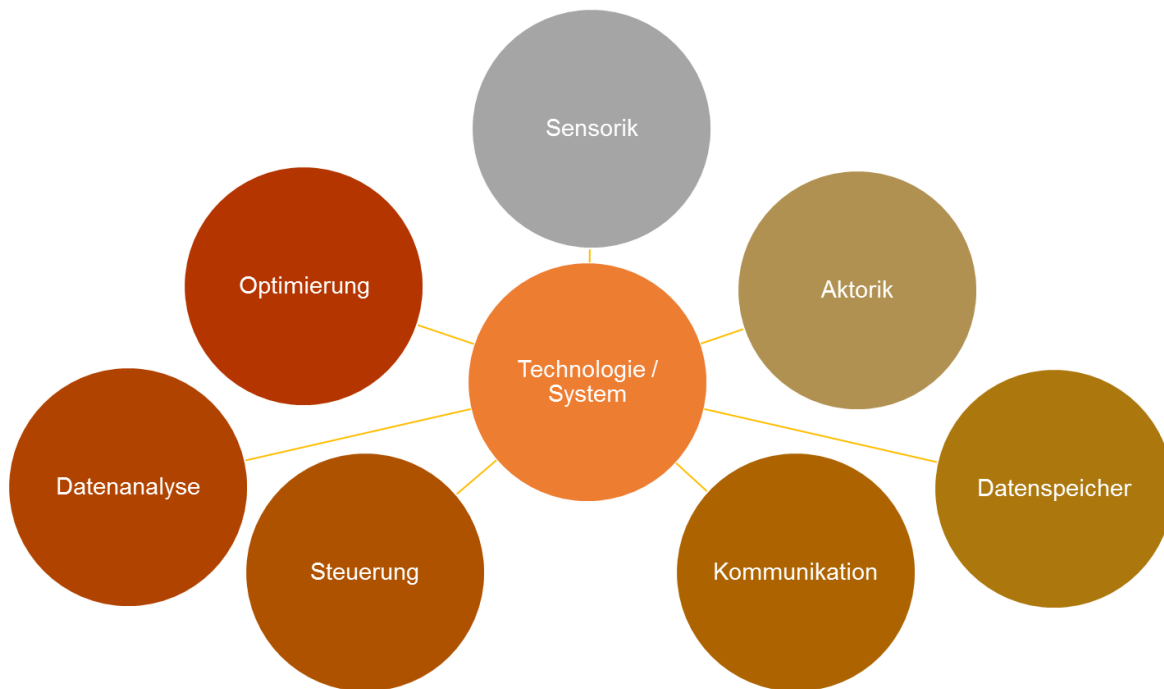 Sensorik
Optimierung
Aktorik
Technologie /
System
Datenanalyse
Datenspeicher
Steuerung
Kommunikation